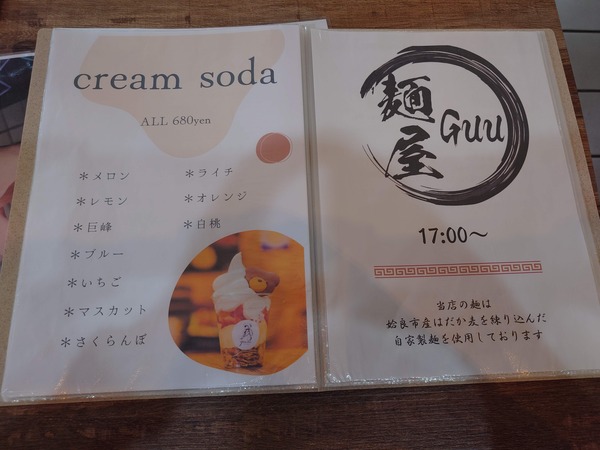 cream soda
ALL 680yen
＊メロン
＊レモン
＊巨峰
＊ブルー
＊いちご
＊マスカット
＊さくらんぼ
＊ライチ
＊オレンジ
＊白桃
麺屋
Guu
17:00～
当店の麺は
姶良市産はだか麦を練り込んだ
自家製麺を使用しております